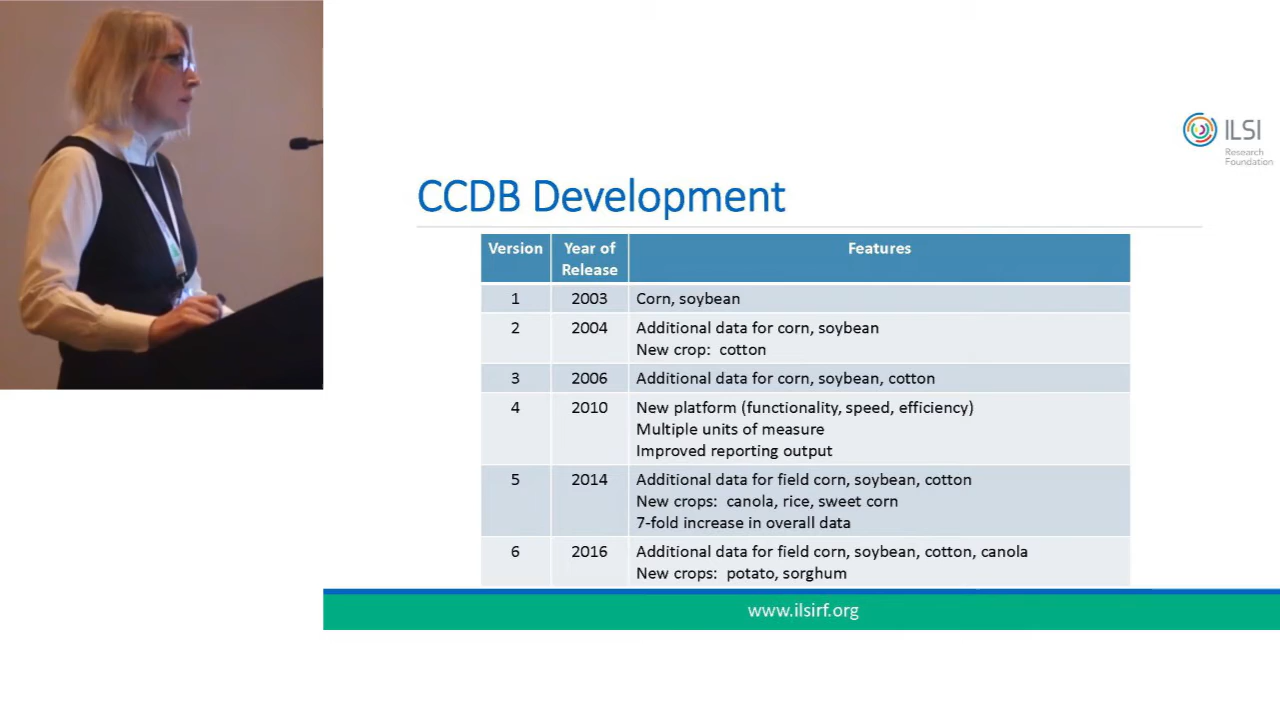 ILSI
Research
Foundation
CCDB Development
Version Year of Release Features
1 2003 Corn, soybean
2 2004 Additional data for corn, soybean
New crop: cotton
3 2006 Additional data for corn, soybean, cotton
4 2010 New platform (functionality, speed, efficiency)
Multiple units of measure
Improved reporting output
5 2014 Additional data for field corn, soybean, cotton
New crops: canola, rice, sweet corn
7-fold increase in overall data
6 2016 Additional data for field corn, soybean, cotton, canola
New crops: potato, sorghum
www.ilsirf.org